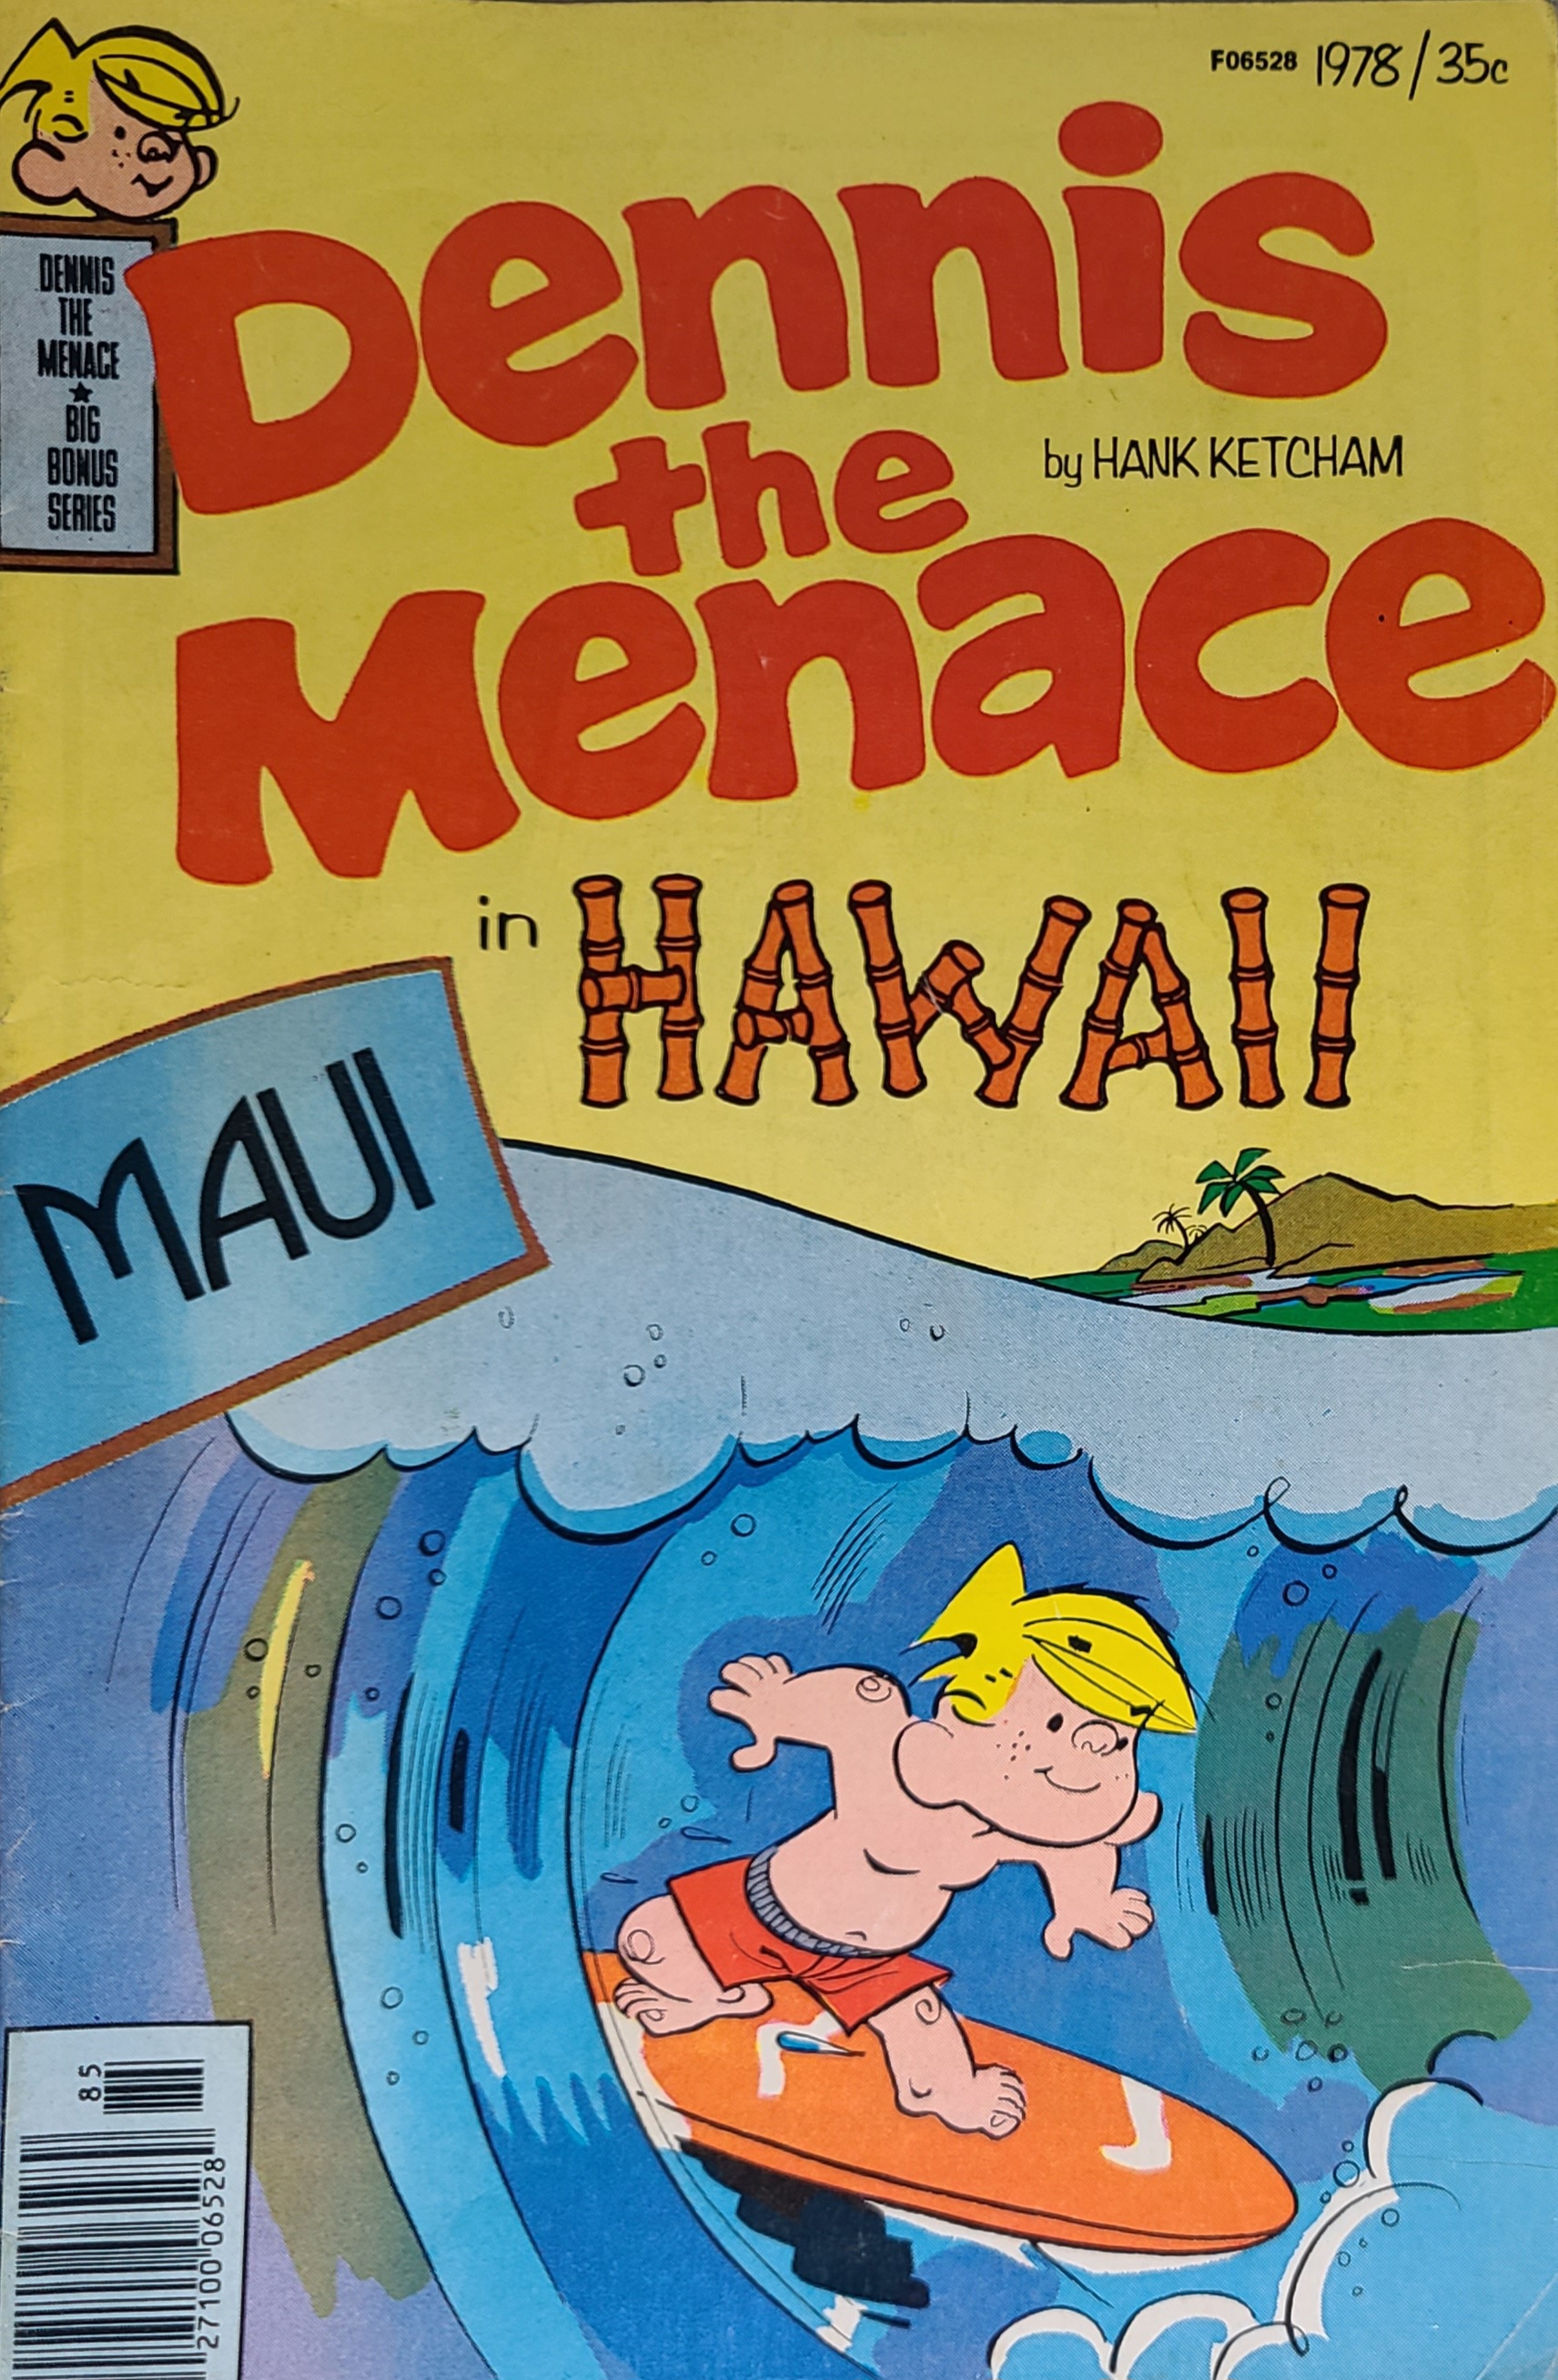 F06528 1978/35c
DENNIS
THE
MENACE
★
BIG
BONUS
SERIES
Dennis
the
by HANK KETCHAM
Menace
in HAWAII
MAUI
85
27100 06528